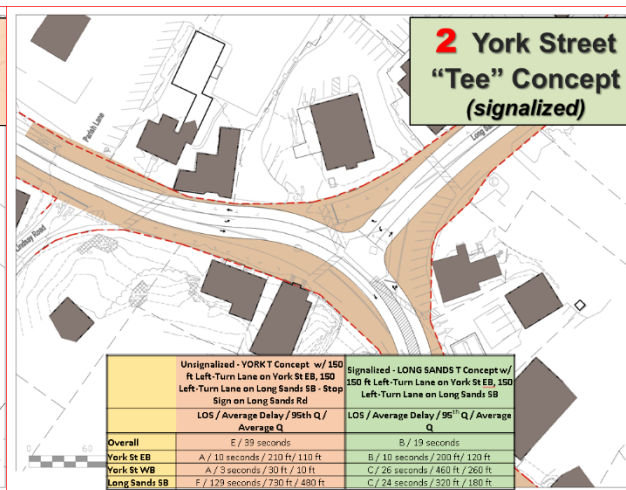 2 York Street
“Tee” Concept
(signalized)
Parish Lane
Long S
Lindsay Road
0 60
Unsignalized - YORK T Concept w/ 150
ft Left-Turn Lane on York St EB, 150
Left-Turn Lane on Long Sands SB - Stop
Sign on Long Sands Rd
Signalized - LONG SANDS T Concept w/
150 ft Left-Turn Lane on York St EB, 150
Left-Turn Lane on Long Sands SB
LOS / Average Delay / 95th Q /
Average Q
LOS / Average Delay / 95th Q / Average
Q
Overall E / 39 seconds B / 19 seconds
York St EB A / 10 seconds / 210 ft / 110 ft B / 10 seconds / 200 ft / 120 ft
York St WB A / 3 seconds / 30 ft / 10 ft C / 26 seconds / 460 ft / 260 ft
Long Sands SB F / 129 seconds / 730 ft / 480 ft C / 24 seconds / 320 ft / 180 ft